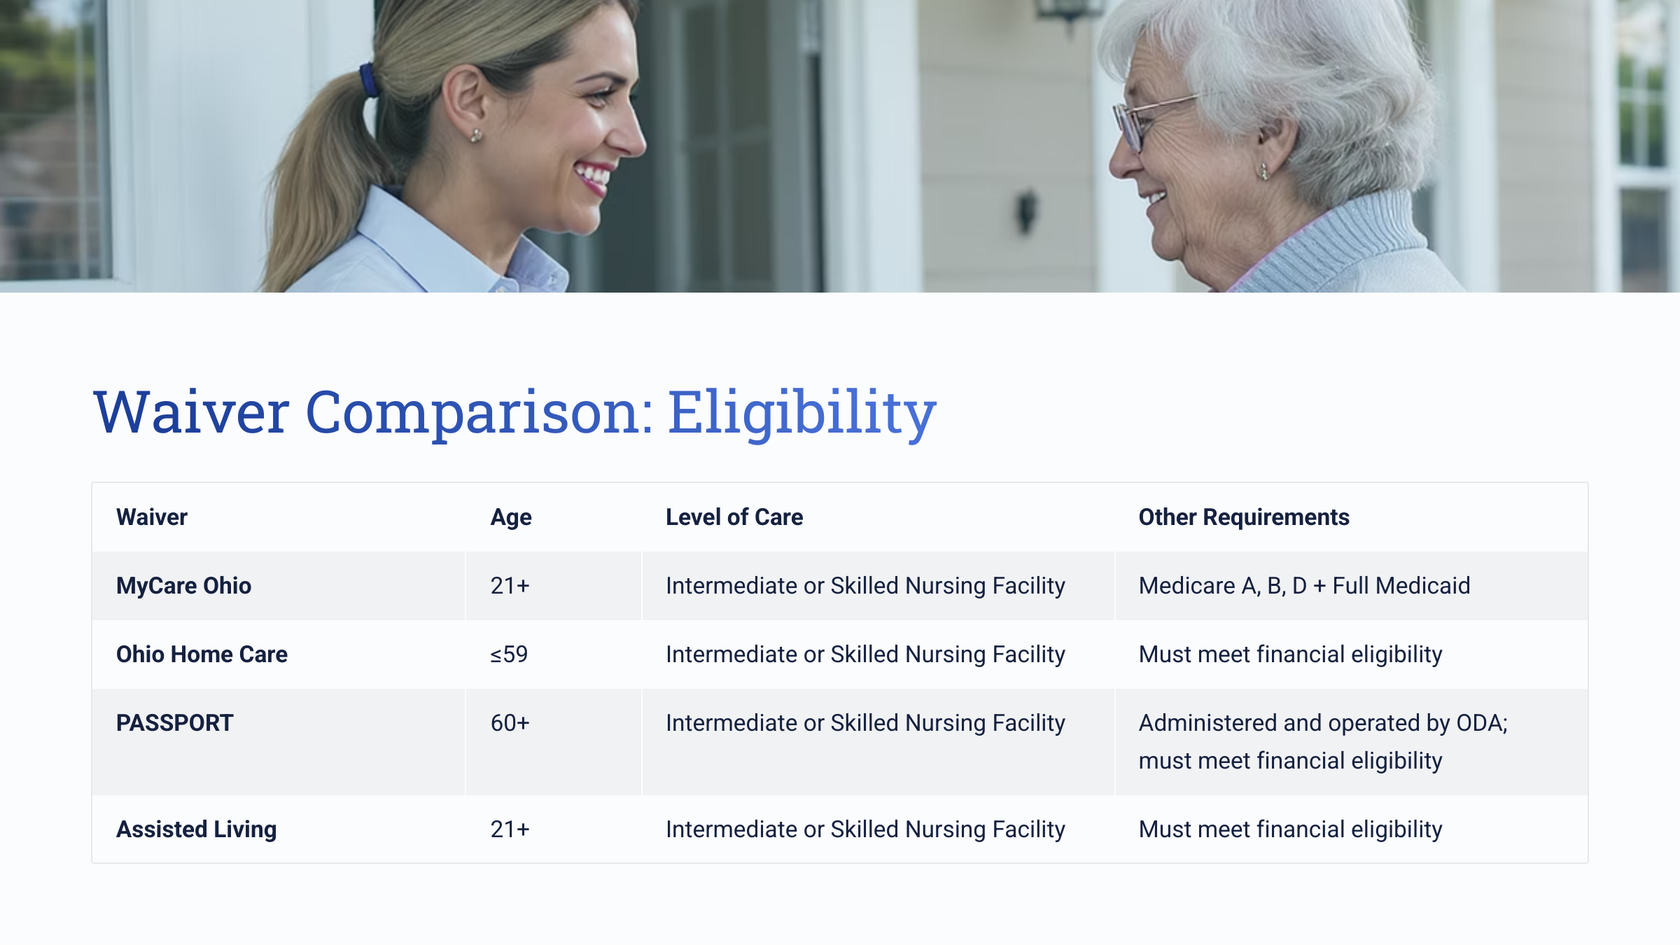 Waiver Comparison: Eligibility
Waiver Age Level of Care Other Requirements
MyCare Ohio 21+ Intermediate or Skilled Nursing Facility Medicare A, B, D + Full Medicaid
Ohio Home Care ≤59 Intermediate or Skilled Nursing Facility Must meet financial eligibility
PASSPORT 60+ Intermediate or Skilled Nursing Facility Administered and operated by ODA;
must meet financial eligibility
Assisted Living 21+ Intermediate or Skilled Nursing Facility Must meet financial eligibility